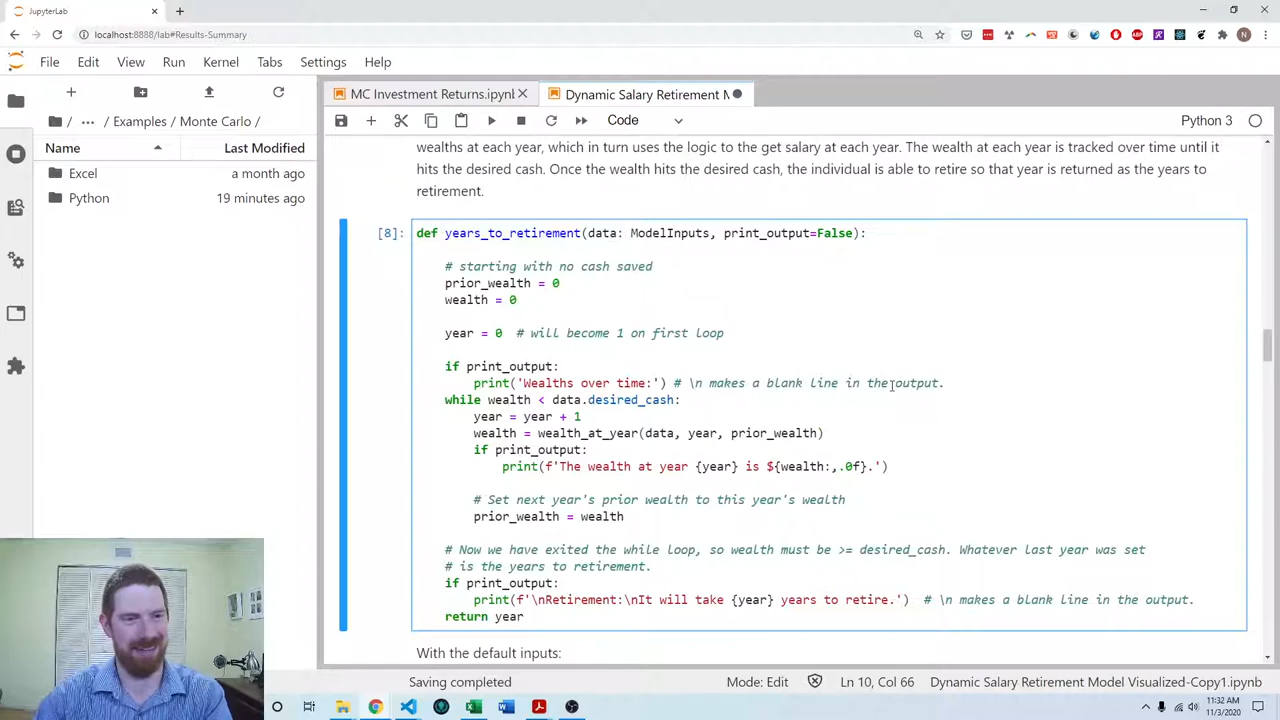 JupyterLab
localhost:8888/lab#Results-Summary
N
File Edit View Run Kernel Tabs Settings Help
MC Investment Returns.ipynb
Dynamic Salary Retirement M
/ ... / Examples / Monte Carlo /
Code
Python 3
Name Last Modified
Excel a month ago
Python 19 minutes ago
wealths at each year, which in turn uses the logic to the get salary at each year. The wealth at each year is tracked over time until it
hits the desired cash. Once the wealth hits the desired cash, the individual is able to retire so that year is returned as the years to
retirement.
[8]: def years_to_retirement(data: ModelInputs, print_output=False):
# starting with no cash saved
prior_wealth = 0
wealth = 0
year = 0 # will become 1 on first loop
if print_output:
print('Wealths over time:') # \n makes a blank line in the output.
while wealth < data.desired_cash:
year = year + 1
wealth = wealth_at_year(data, year, prior_wealth)
if print_output:
print(f'The wealth at year {year} is ${wealth:,.0f}.')
# Set next year's prior wealth to this year's wealth
prior_wealth = wealth
# Now we have exited the while loop, so wealth must be >= desired_cash. Whatever last year was set
# is the years to retirement.
if print_output:
print(f'\nRetirement:\nIt will take {year} years to retire.') # \n makes a blank line in the output.
return year
With the default inputs:
Saving completed
Mode: Edit
Ln 10, Col 66
Dynamic Salary Retirement Model Visualized-Copy1.ipynb
11:32 AM
11/3/2020